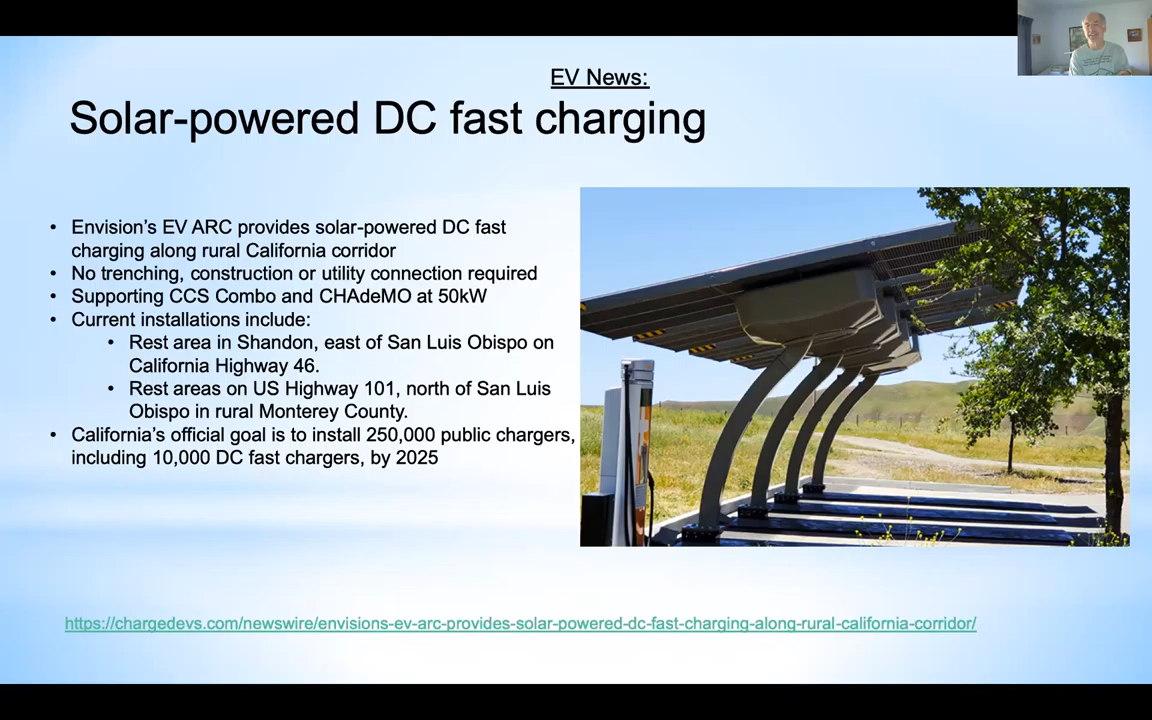 EV News:
Solar-powered DC fast charging
• Envision's EV ARC provides solar-powered DC fast
charging along rural California corridor
• No trenching, construction or utility connection required
• Supporting CCS Combo and CHAdeMO at 50kW
• Current installations include:
• Rest area in Shandon, east of San Luis Obispo on
California Highway 46.
• Rest areas on US Highway 101, north of San Luis
Obispo in rural Monterey County.
• California's official goal is to install 250,000 public chargers,
including 10,000 DC fast chargers, by 2025
https://chargedevs.com/newswire/envisions-ev-arc-provides-solar-powered-dc-fast-charging-along-rural-california-corridor/